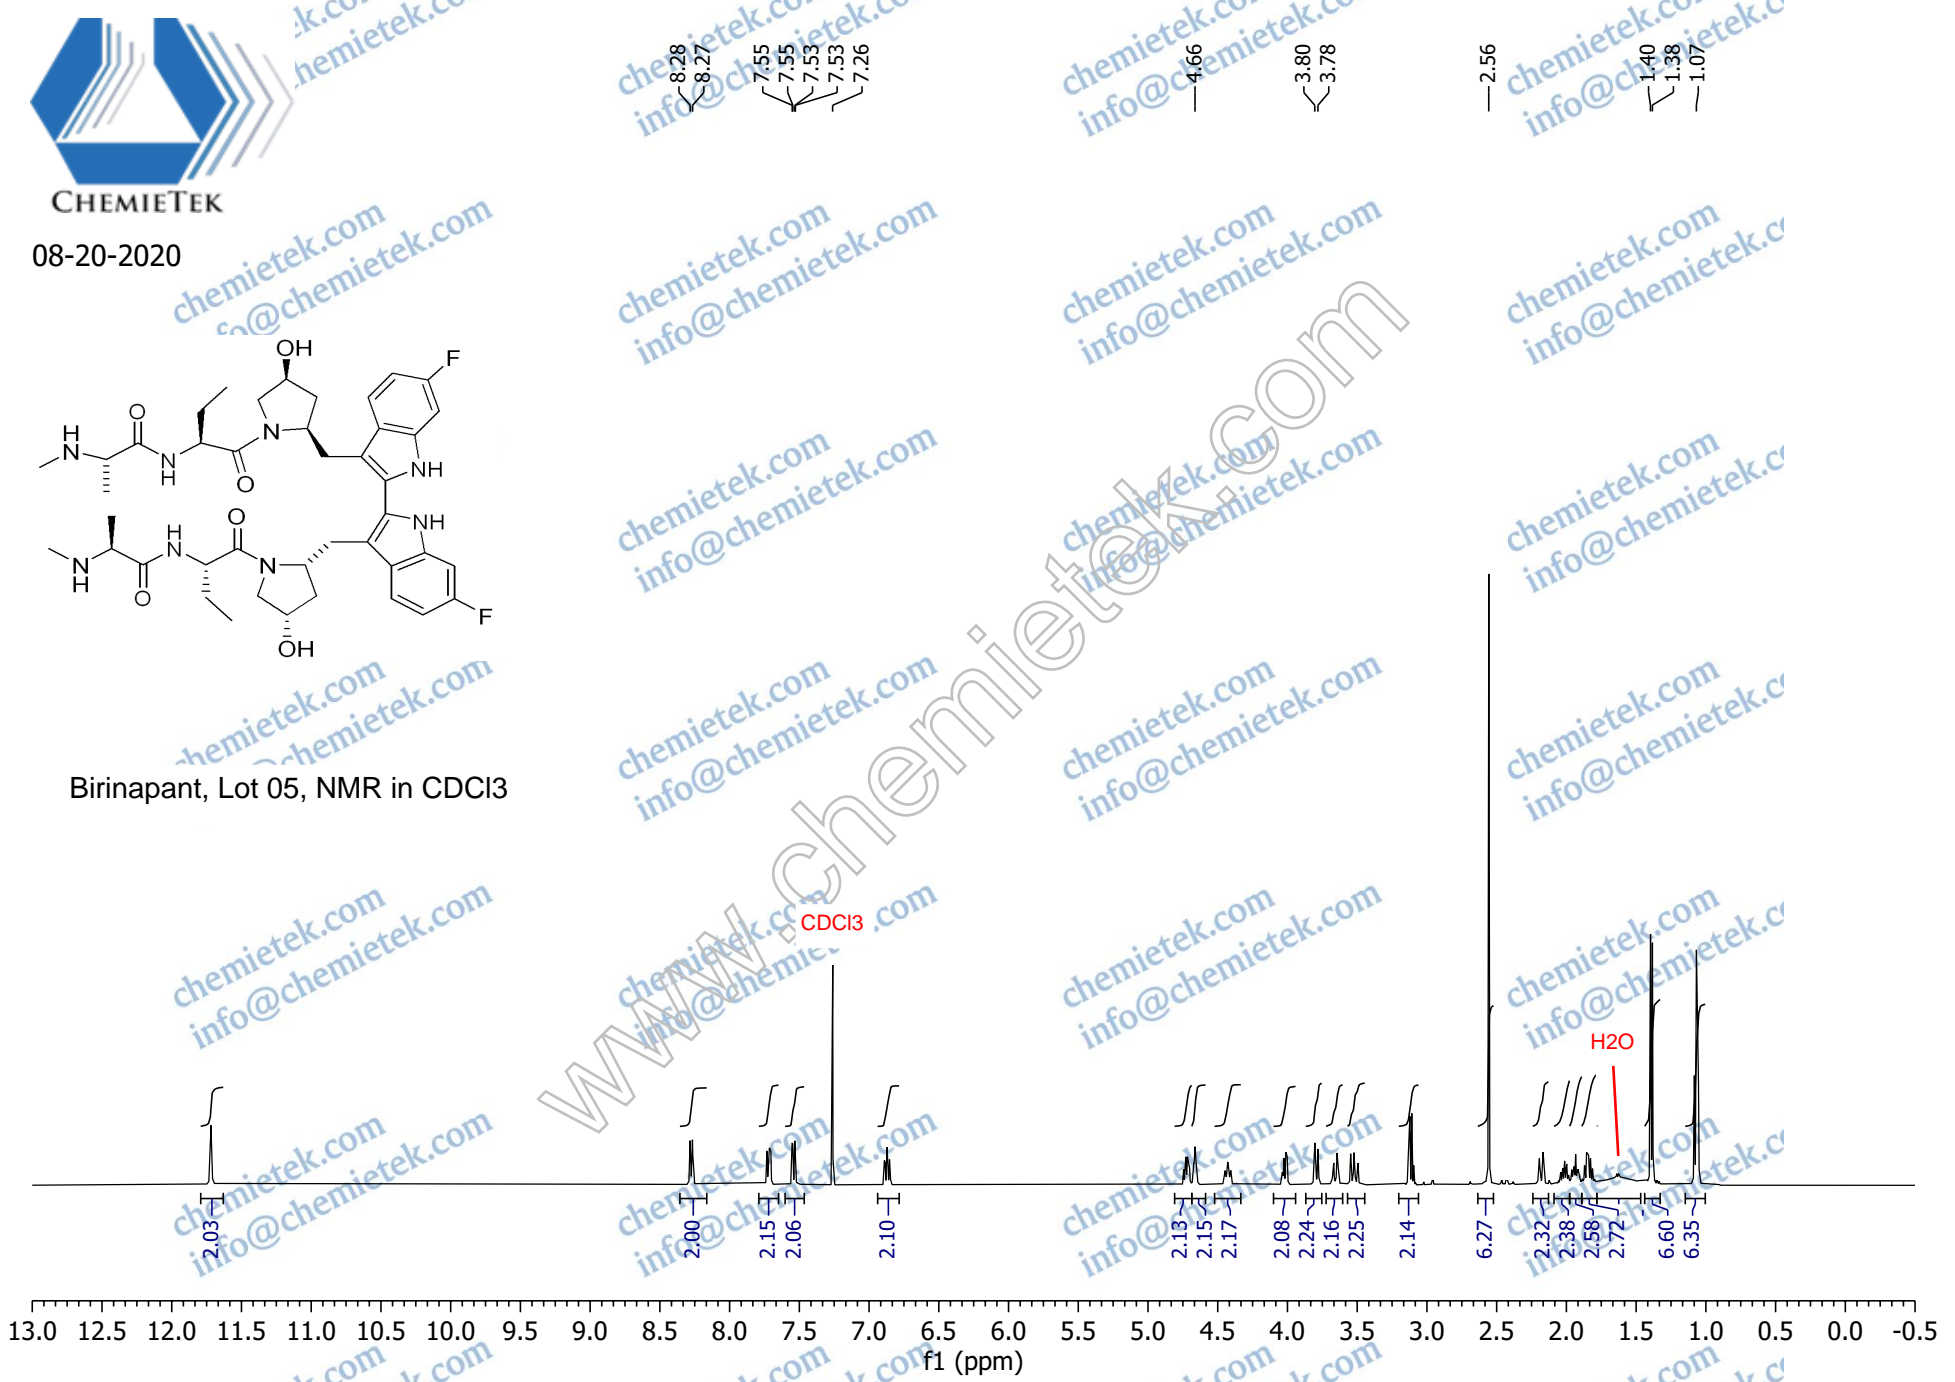 CHEMIETEK
08-20-2020
8.28
8.27
7.55
7.55
7.53
7.53
7.26
4.66
3.80
3.78
2.56
1.40
1.38
1.07
OH
F
O
H
N
N
N
H
O
NH
O
H
N
NH
N
H
O
N
F
OH
Birinapant, Lot 05, NMR in CDCl3
CDCl3
H2O
www.chemietek.com
chemietek.com
info@chemietek.com
2.03
2.00
2.15
2.06
2.10
2.13
2.15
2.17
2.08
2.24
2.16
2.25
2.14
6.27
2.32
2.38
2.58
2.72
6.60
6.35
13.0 12.5 12.0 11.5 11.0 10.5 10.0 9.5 9.0 8.5 8.0 7.5 7.0 6.5 6.0 5.5 5.0 4.5 4.0 3.5 3.0 2.5 2.0 1.5 1.0 0.5 0.0 -0.5
f1 (ppm)